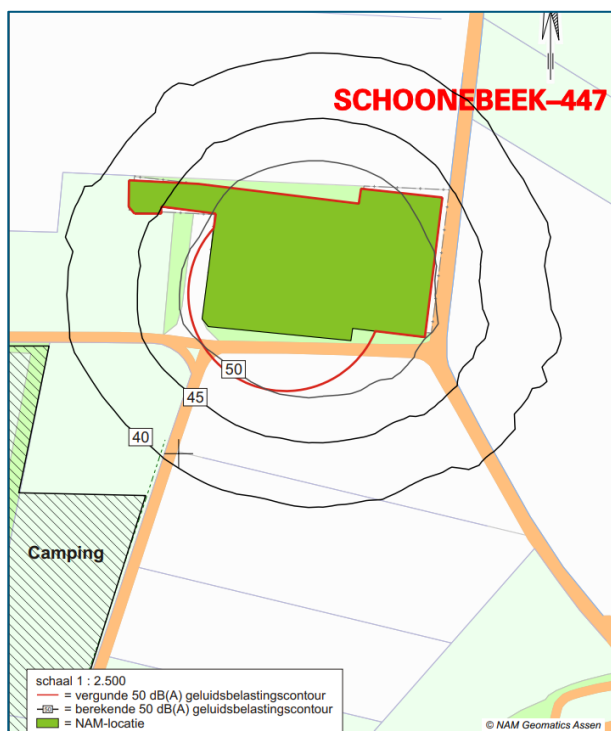 SCHOONEBEEK–447
50
45
40
Camping
schaal 1 : 2.500
= vergunde 50 dB(A) geluidsbelastingscontour
50 = berekende 50 dB(A) geluidsbelastingscontour
= NAM-locatie
© NAM Geomatics Assen